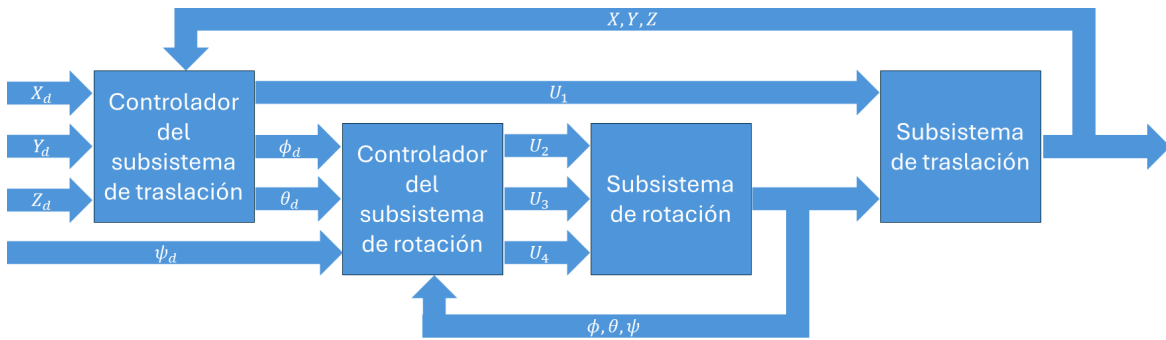 X, Y, Z
X_d
Y_d
Z_d
ψ_d
Controlador
del
subsistema
de traslación
U_1
ϕ_d
θ_d
Controlador
del
subsistema
de rotación
U_2
U_3
U_4
Subsistema
de rotación
Subsistema
de traslación
ϕ, θ, ψ